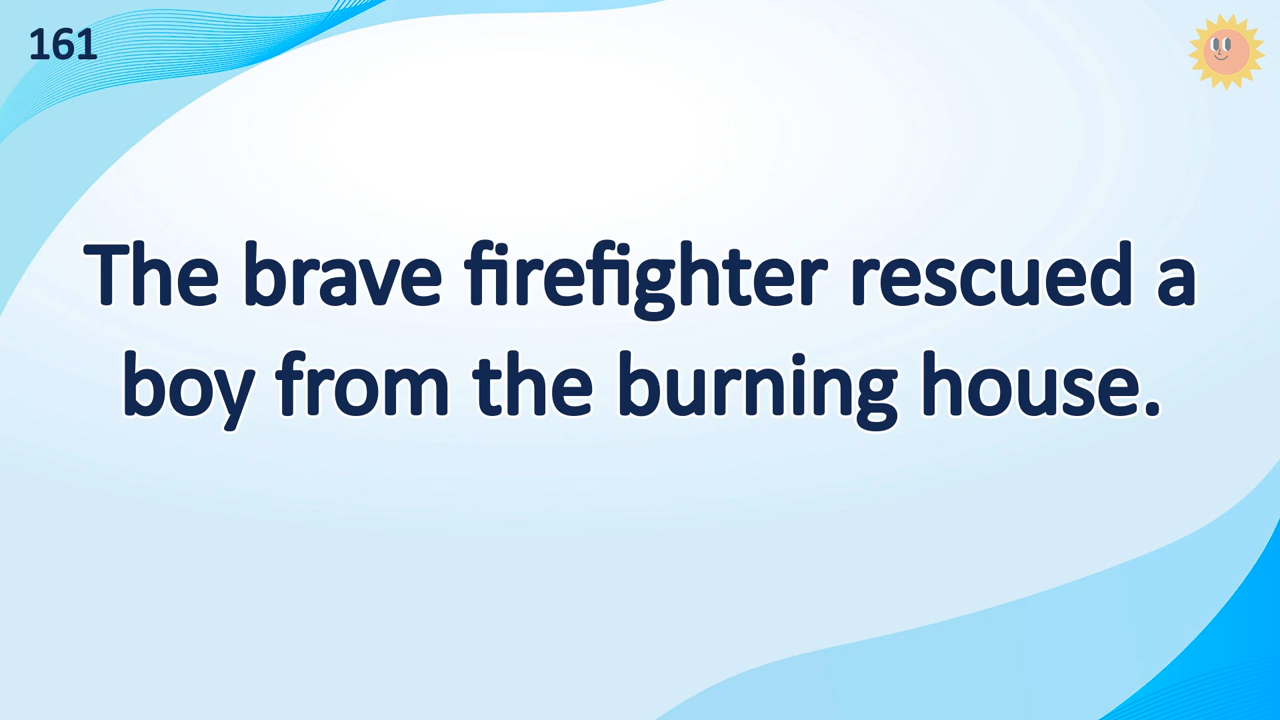 161
The brave firefighter rescued a
boy from the burning house.